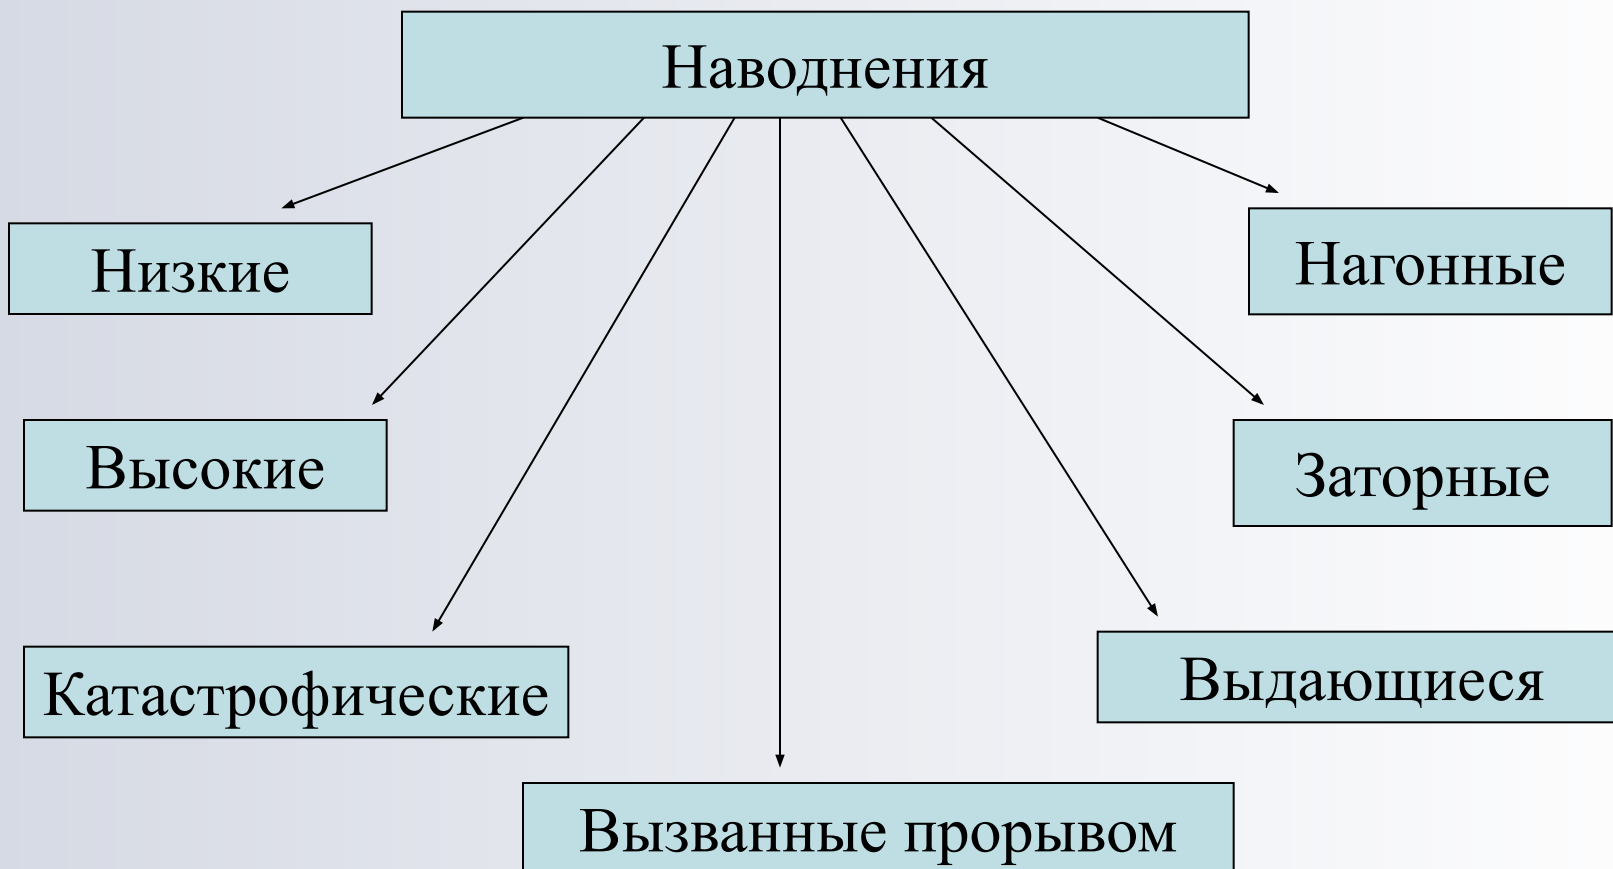 Наводнения
Низкие
Нагонные
Высокие
Заторные
Катастрофические
Выдающиеся
Вызванные прорывом